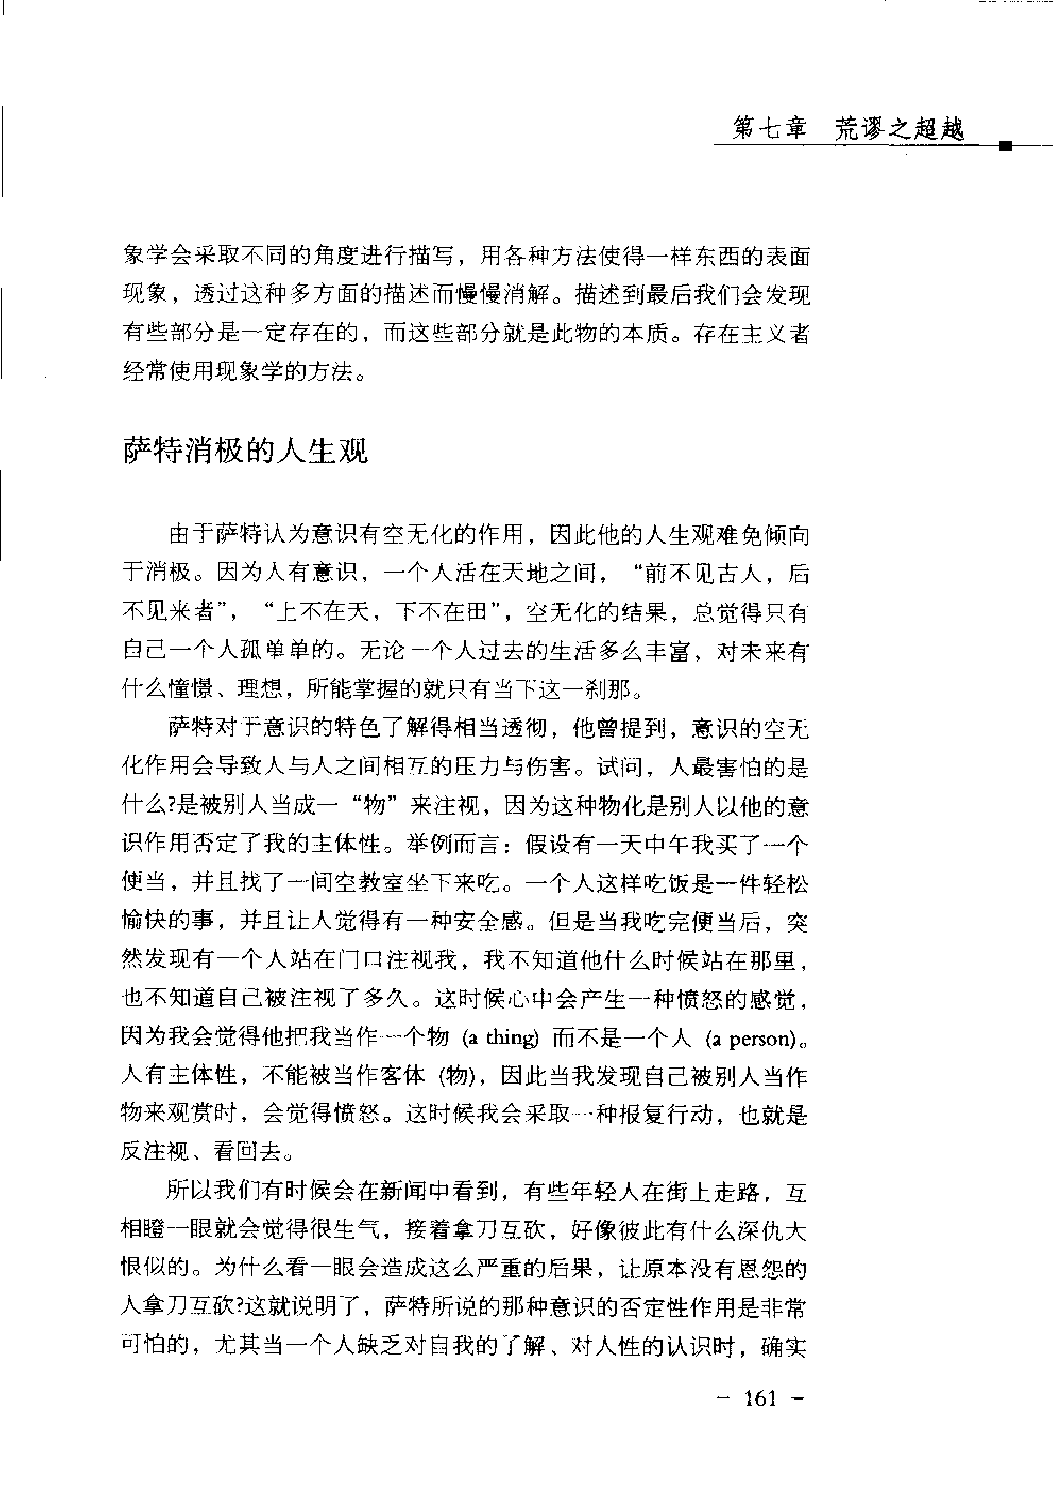 第七章　荒谬之超越
象学会采取不同的角度进行描写，用各种方法使得一样东西的表面
现象，透过这种多方面的描述而慢慢消解。描述到最后我们会发现
有些部分是一定存在的，而这些部分就是此物的本质。存在主义者
经常使用现象学的方法。
萨特消极的人生观
由于萨特认为意识有空无化的作用，因此他的人生观难免倾向
于消极。因为人有意识，一个人活在天地之间，“前不见古人，后
不见来者”，“上不在天，下不在田”，空无化的结果，总觉得只有
自己一个人孤单单的。无论一个人过去的生活多么丰富，对未来有
什么憧憬、理想，所能掌握的就只有当下这一刹那。
萨特对于意识的特色了解得相当透彻，他曾提到，意识的空无
化作用会导致人与人之间相互的压力与伤害。试问，人最害怕的是
什么?是被别人当成一“物”来注视，因为这种物化是别人以他的意
识作用否定了我的主体性。举例而言：假设有一天中午我买了一个
便当，并且找了一间空教室坐下来吃。一个人这样吃饭是一件轻松
愉快的事，并且让人觉得有一种安全感。但是当我吃完便当后，突
然发现有一个人站在门口注视我，我不知道他什么时候站在那里，
也不知道自己被注视了多久。这时候心中会产生一种愤怒的感觉，
因为我会觉得他把我当作一个物 (a thing) 而不是一个人 (a person)。
人有主体性，不能被当作客体 (物)，因此当我发现自己被别人当作
物来观赏时，会觉得愤怒。这时候我会采取一种报复行动，也就是
反注视、看回去。
所以我们有时候会在新闻中看到，有些年轻人在街上走路，互
相瞪一眼就会觉得很生气，接着拿刀互砍，好像彼此有什么深仇大
恨似的。为什么看一眼会造成这么严重的后果，让原本没有恩怨的
人拿刀互砍?这就说明了，萨特所说的那种意识的否定性作用是非常
可怕的，尤其当一个人缺乏对自我的了解、对人性的认识时，确实
- 161 -